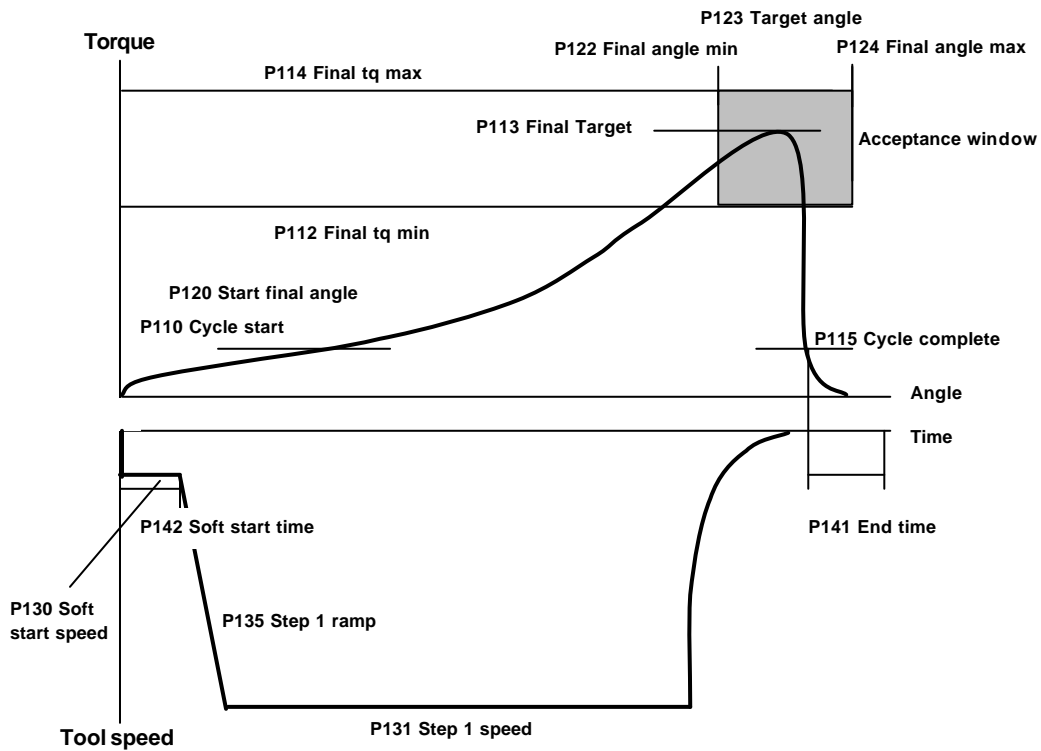 P123 Target angle
Torque
P122 Final angle min
P124 Final angle max
P114 Final tq max
P113 Final Target
Acceptance window
P112 Final tq min
P120 Start final angle
P110 Cycle start
P115 Cycle complete
Angle
Time
P142 Soft start time
P141 End time
P130 Soft
start speed
P135 Step 1 ramp
P131 Step 1 speed
Tool speed